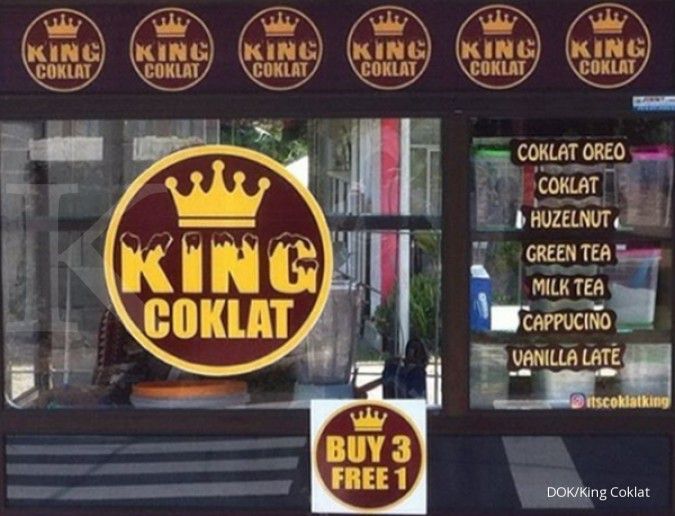 KING
COKLAT
KING
COKLAT
KING
COKLAT
KING
COKLAT
KING
COKLAT
KING
COKLAT
KING
COKLAT
COKLAT OREO
COKLAT
HUZELNUT
GREEN TEA
MILK TEA
CAPPUCINO
VANILLA LATE
itscoklatking
BUY 3
FREE 1
DOK/King Coklat